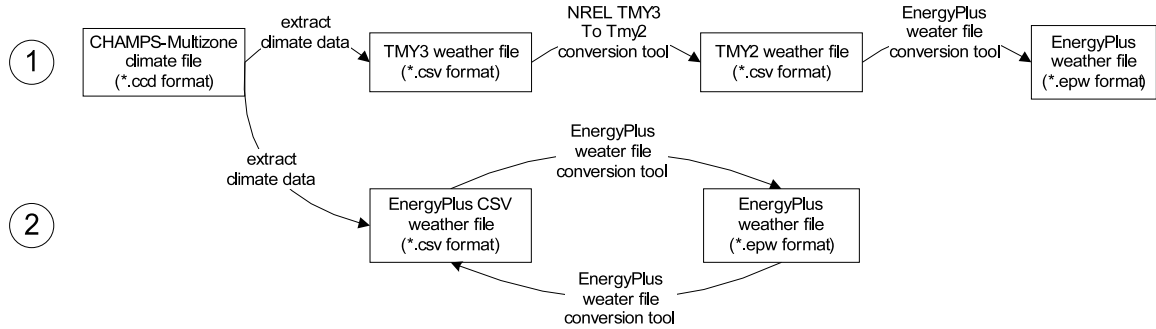 1
CHAMPS-Multizone
climate file
(*.ccd format)
extract
climate data
TMY3 weather file
(*.csv format)
NREL TMY3
To Tmy2
conversion tool
TMY2 weather file
(*.csv format)
EnergyPlus
weater file
conversion tool
EnergyPlus
weather file
(*.epw format)
extract
climate data
2
EnergyPlus CSV
weather file
(*.csv format)
EnergyPlus
weater file
conversion tool
EnergyPlus
weather file
(*.epw format)
EnergyPlus
weater file
conversion tool